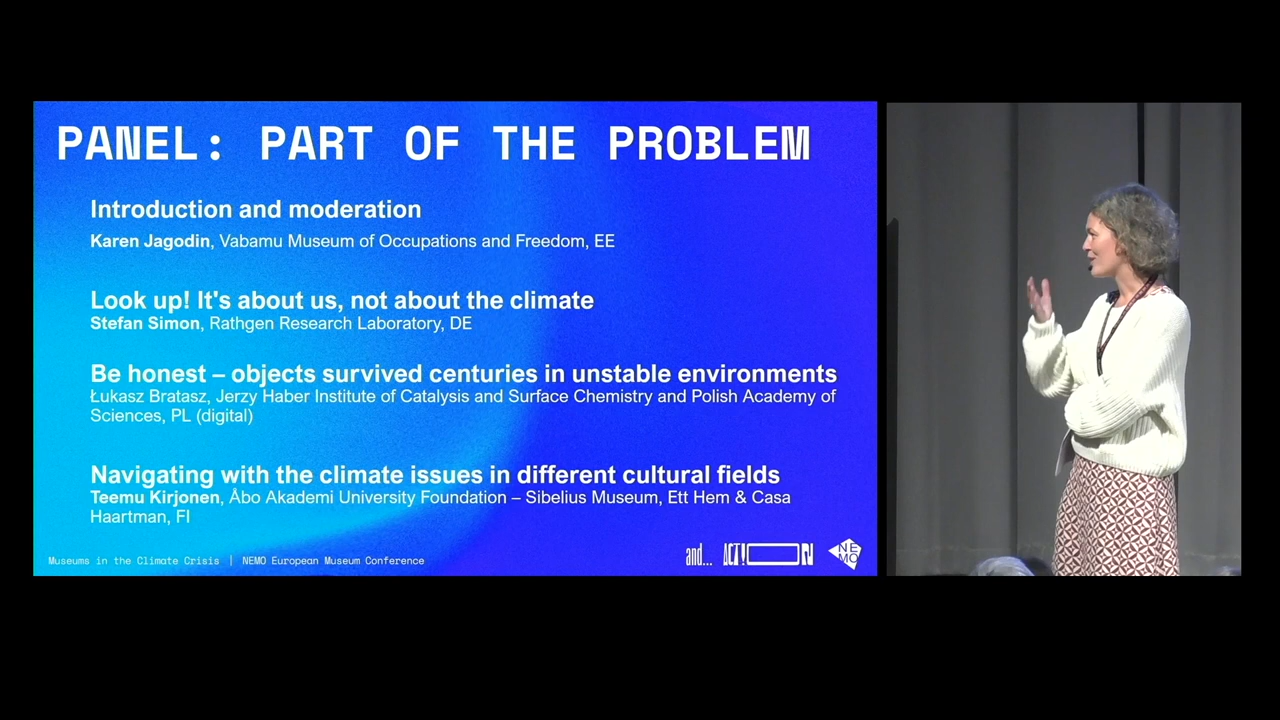 PANEL: PART OF THE PROBLEM
Introduction and moderation
Karen Jagodin, Vabamu Museum of Occupations and Freedom, EE
Look up! It's about us, not about the climate
Stefan Simon, Rathgen Research Laboratory, DE
Be honest – objects survived centuries in unstable environments
Łukasz Bratasz, Jerzy Haber Institute of Catalysis and Surface Chemistry and Polish Academy of
Sciences, PL (digital)
Navigating with the climate issues in different cultural fields
Teemu Kirjonen, Åbo Akademi University Foundation – Sibelius Museum, Ett Hem & Casa
Haartman, FI
Museums in the Climate Crisis | NEMO European Museum Conference
and... ACT!ON
NE
MO